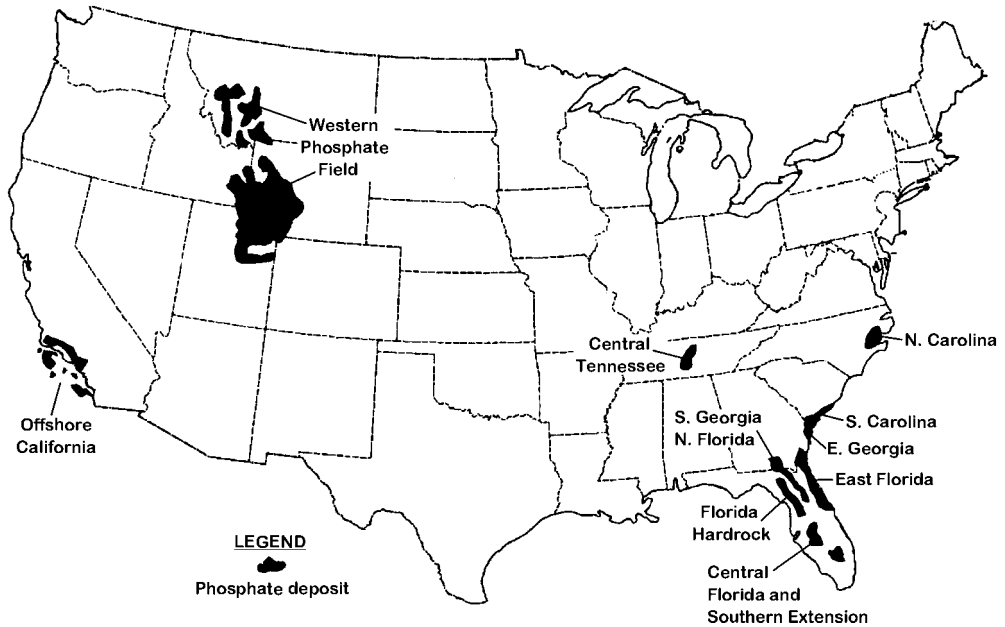 Western
Phosphate
Field
N. Carolina
Central
Tennessee
S. Georgia
N. Florida
S. Carolina
E. Georgia
East Florida
Offshore
California
Florida
Hardrock
LEGEND
Phosphate deposit
Central
Florida and
Southern Extension